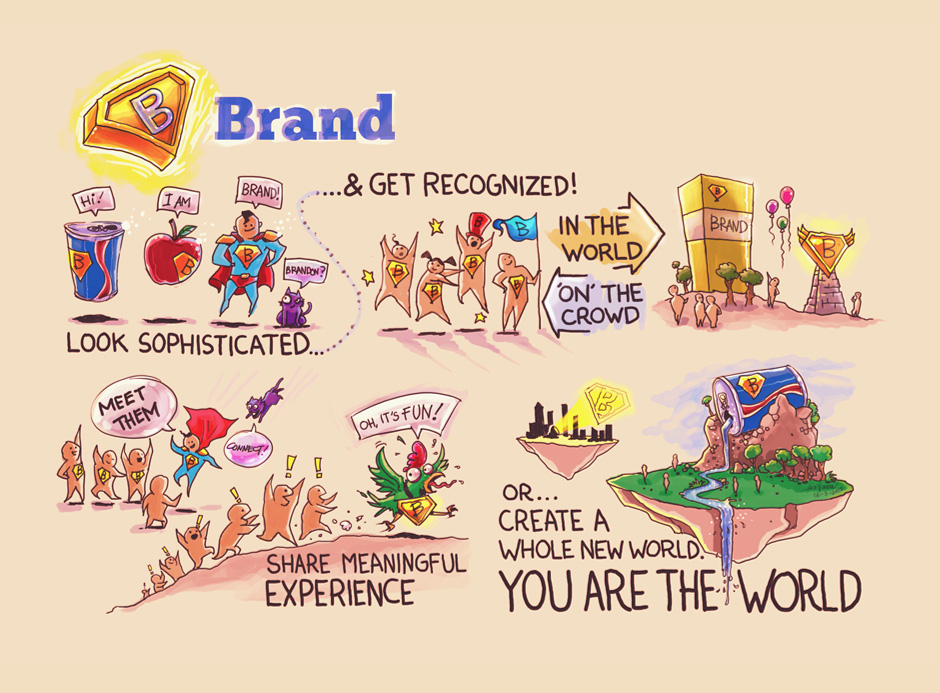 B Brand
Hi!
I AM
BRAND!
BRANDON?
B
B
B
LOOK SOPHISTICATED...
....& GET RECOGNIZED!
B
B
B
B
B
IN THE
WORLD
'ON' THE
CROWD
B
BRAND
B
MEET
THEM
CONNECT!
B
B
B
!
!
!
!
OH, IT'S FUN!
B
SHARE MEANINGFUL
EXPERIENCE
B
B
OR...
CREATE A
WHOLE NEW WORLD.
YOU ARE THE WORLD